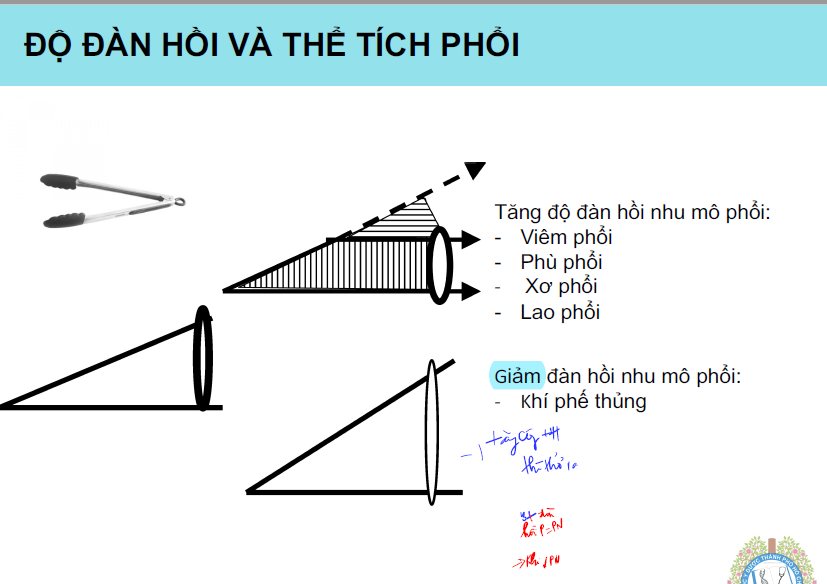 ĐỘ ĐÀN HỒI VÀ THỂ TÍCH PHỔI
Tăng độ đàn hồi nhu mô phổi:
- Viêm phổi
- Phù phổi
- Xơ phổi
- Lao phổi
Giảm đàn hồi nhu mô phổi:
- Khí phế thủng